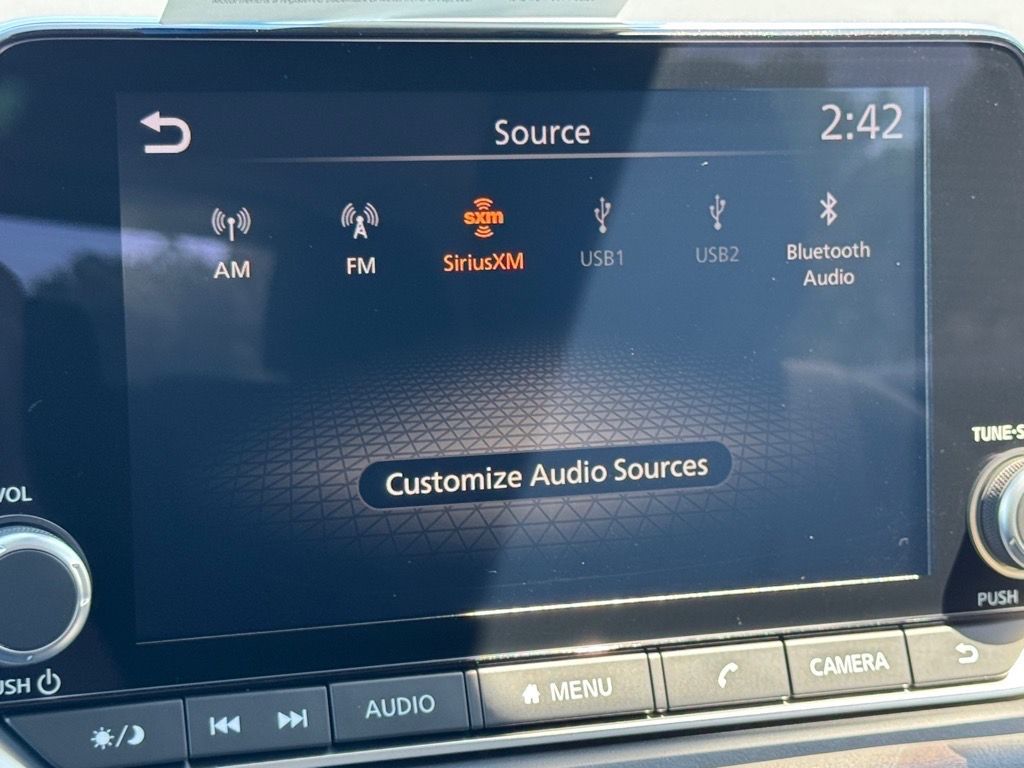 Source
2:42
AM
FM
sxm
SiriusXM
USB1
USB2
Bluetooth
Audio
Customize Audio Sources
VOL
TUNE-S
PUSH
AUDIO
MENU
CAMERA